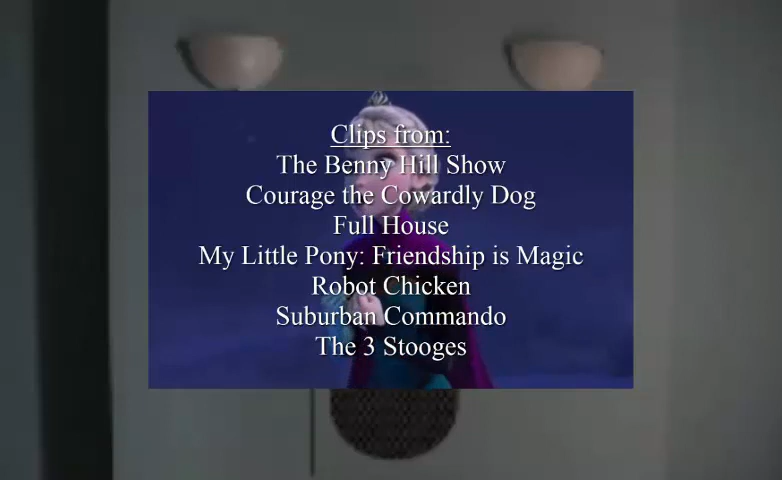 Clips from:
The Benny Hill Show
Courage the Cowardly Dog
Full House
My Little Pony: Friendship is Magic
Robot Chicken
Suburban Commando
The 3 Stooges